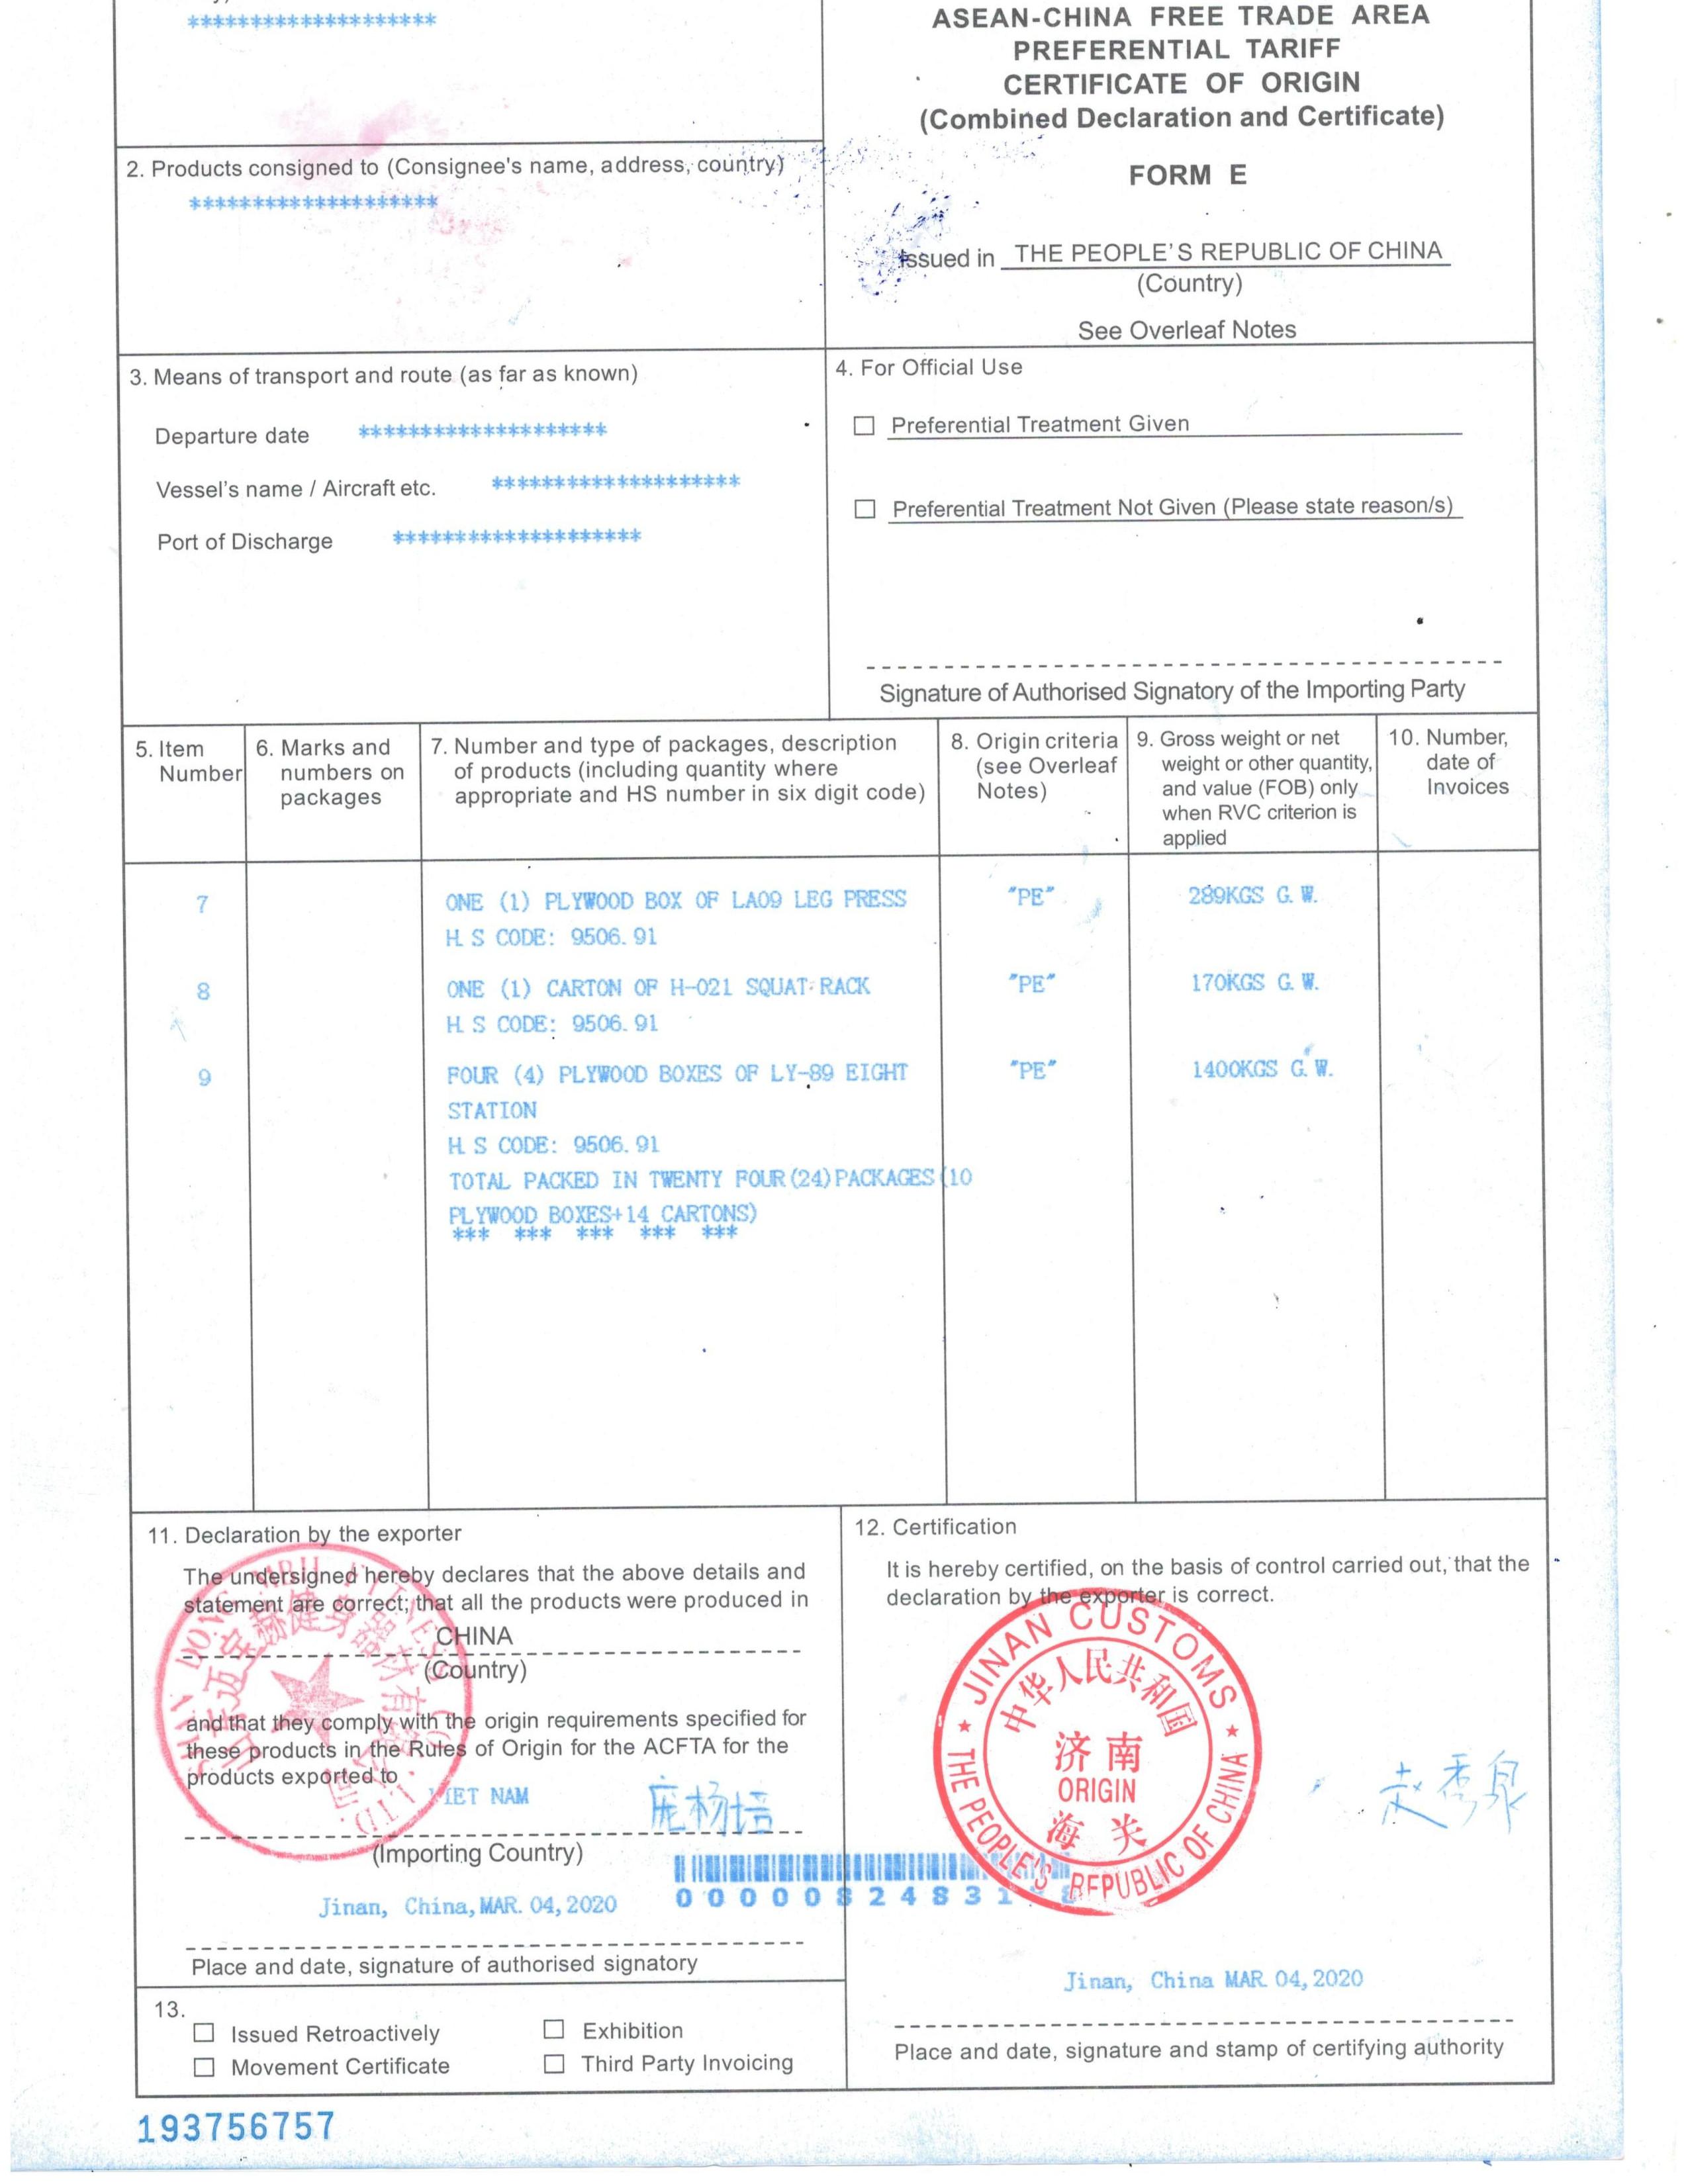 ********************
ASEAN-CHINA FREE TRADE AREA
PREFERENTIAL TARIFF
CERTIFICATE OF ORIGIN
(Combined Declaration and Certificate)
FORM E
Issued in THE PEOPLE'S REPUBLIC OF CHINA
(Country)
See Overleaf Notes
2. Products consigned to (Consignee's name, address, country)
********************
3. Means of transport and route (as far as known)
Departure date ********************
Vessel's name / Aircraft etc. ********************
Port of Discharge ********************
4. For Official Use
Preferential Treatment Given
Preferential Treatment Not Given (Please state reason/s)
Signature of Authorised Signatory of the Importing Party
5. Item
Number
6. Marks and
numbers on
packages
7. Number and type of packages, description
of products (including quantity where
appropriate and HS number in six digit code)
8. Origin criteria
(see Overleaf
Notes)
9. Gross weight or net
weight or other quantity,
and value (FOB) only
when RVC criterion is
applied
10. Number,
date of
Invoices
7 ONE (1) PLYWOOD BOX OF LA09 LEG PRESS "PE" 289KGS G.W.
H.S CODE: 9506.91
8 ONE (1) CARTON OF H-021 SQUAT RACK "PE" 170KGS G.W.
H.S CODE: 9506.91
9 FOUR (4) PLYWOOD BOXES OF LY-89 EIGHT "PE" 1400KGS G.W.
STATION
H.S CODE: 9506.91
TOTAL PACKED IN TWENTY FOUR(24)PACKAGES(10
PLYWOOD BOXES+14 CARTONS)
*** *** *** *** ***
11. Declaration by the exporter
The undersigned hereby declares that the above details and
statement are correct; that all the products were produced in
CHINA
(Country)
and that they comply with the origin requirements specified for
these products in the Rules of Origin for the ACFTA for the
products exported to
VIET NAM
庞杨培
(Importing Country)
Jinan, China, MAR. 04, 2020
Place and date, signature of authorised signatory
12. Certification
It is hereby certified, on the basis of control carried out, that the
declaration by the exporter is correct.
JINAN CUSTOMS
中华人民共和国
济南
ORIGIN
海关
THE PEOPLE'S REPUBLIC OF CHINA
赵秀泉
Jinan, China MAR. 04, 2020
Place and date, signature and stamp of certifying authority
13.
Issued Retroactively
Exhibition
Movement Certificate
Third Party Invoicing
193756757